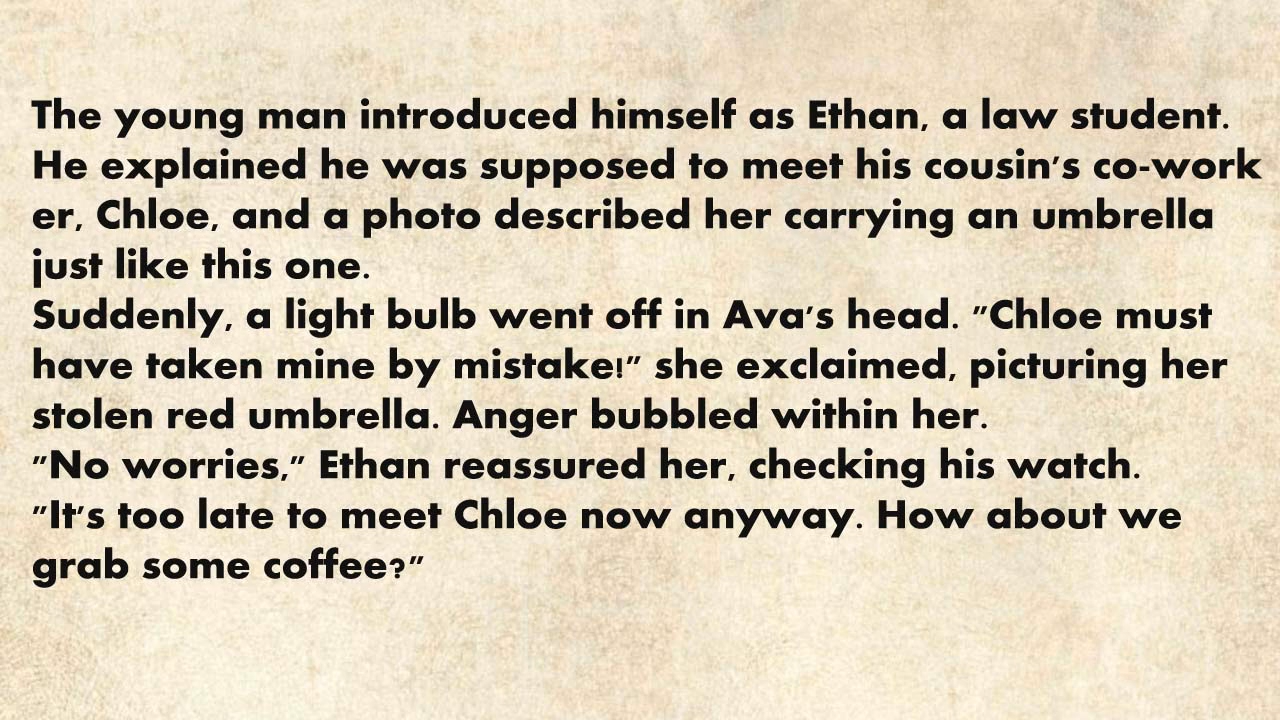 The young man introduced himself as Ethan, a law student.
He explained he was supposed to meet his cousin's co-work
er, Chloe, and a photo described her carrying an umbrella
just like this one.
Suddenly, a light bulb went off in Ava's head. "Chloe must
have taken mine by mistake!" she exclaimed, picturing her
stolen red umbrella. Anger bubbled within her.
"No worries," Ethan reassured her, checking his watch.
"It's too late to meet Chloe now anyway. How about we
grab some coffee?"